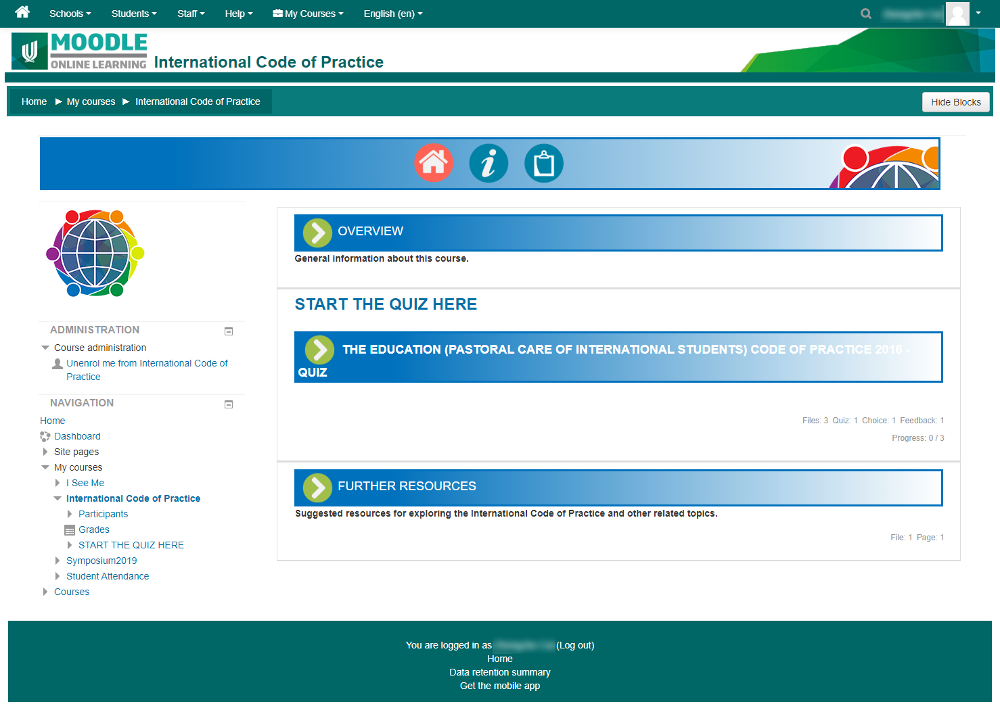 Schools Students Staff Help My Courses English (en)
MOODLE
ONLINE LEARNING International Code of Practice
Home My courses International Code of Practice Hide Blocks
OVERVIEW
General information about this course.
START THE QUIZ HERE
THE EDUCATION (PASTORAL CARE OF INTERNATIONAL STUDENTS) CODE OF PRACTICE 2016 -
QUIZ
Files: 3 Quiz: 1 Choice: 1 Feedback: 1
Progress: 0 / 3
FURTHER RESOURCES
Suggested resources for exploring the International Code of Practice and other related topics.
File: 1 Page: 1
ADMINISTRATION
Course administration
Unenrol me from International Code of
Practice
NAVIGATION
Home
Dashboard
Site pages
My courses
I See Me
International Code of Practice
Participants
Grades
START THE QUIZ HERE
Symposium2019
Student Attendance
Courses
You are logged in as (Log out)
Home
Data retention summary
Get the mobile app